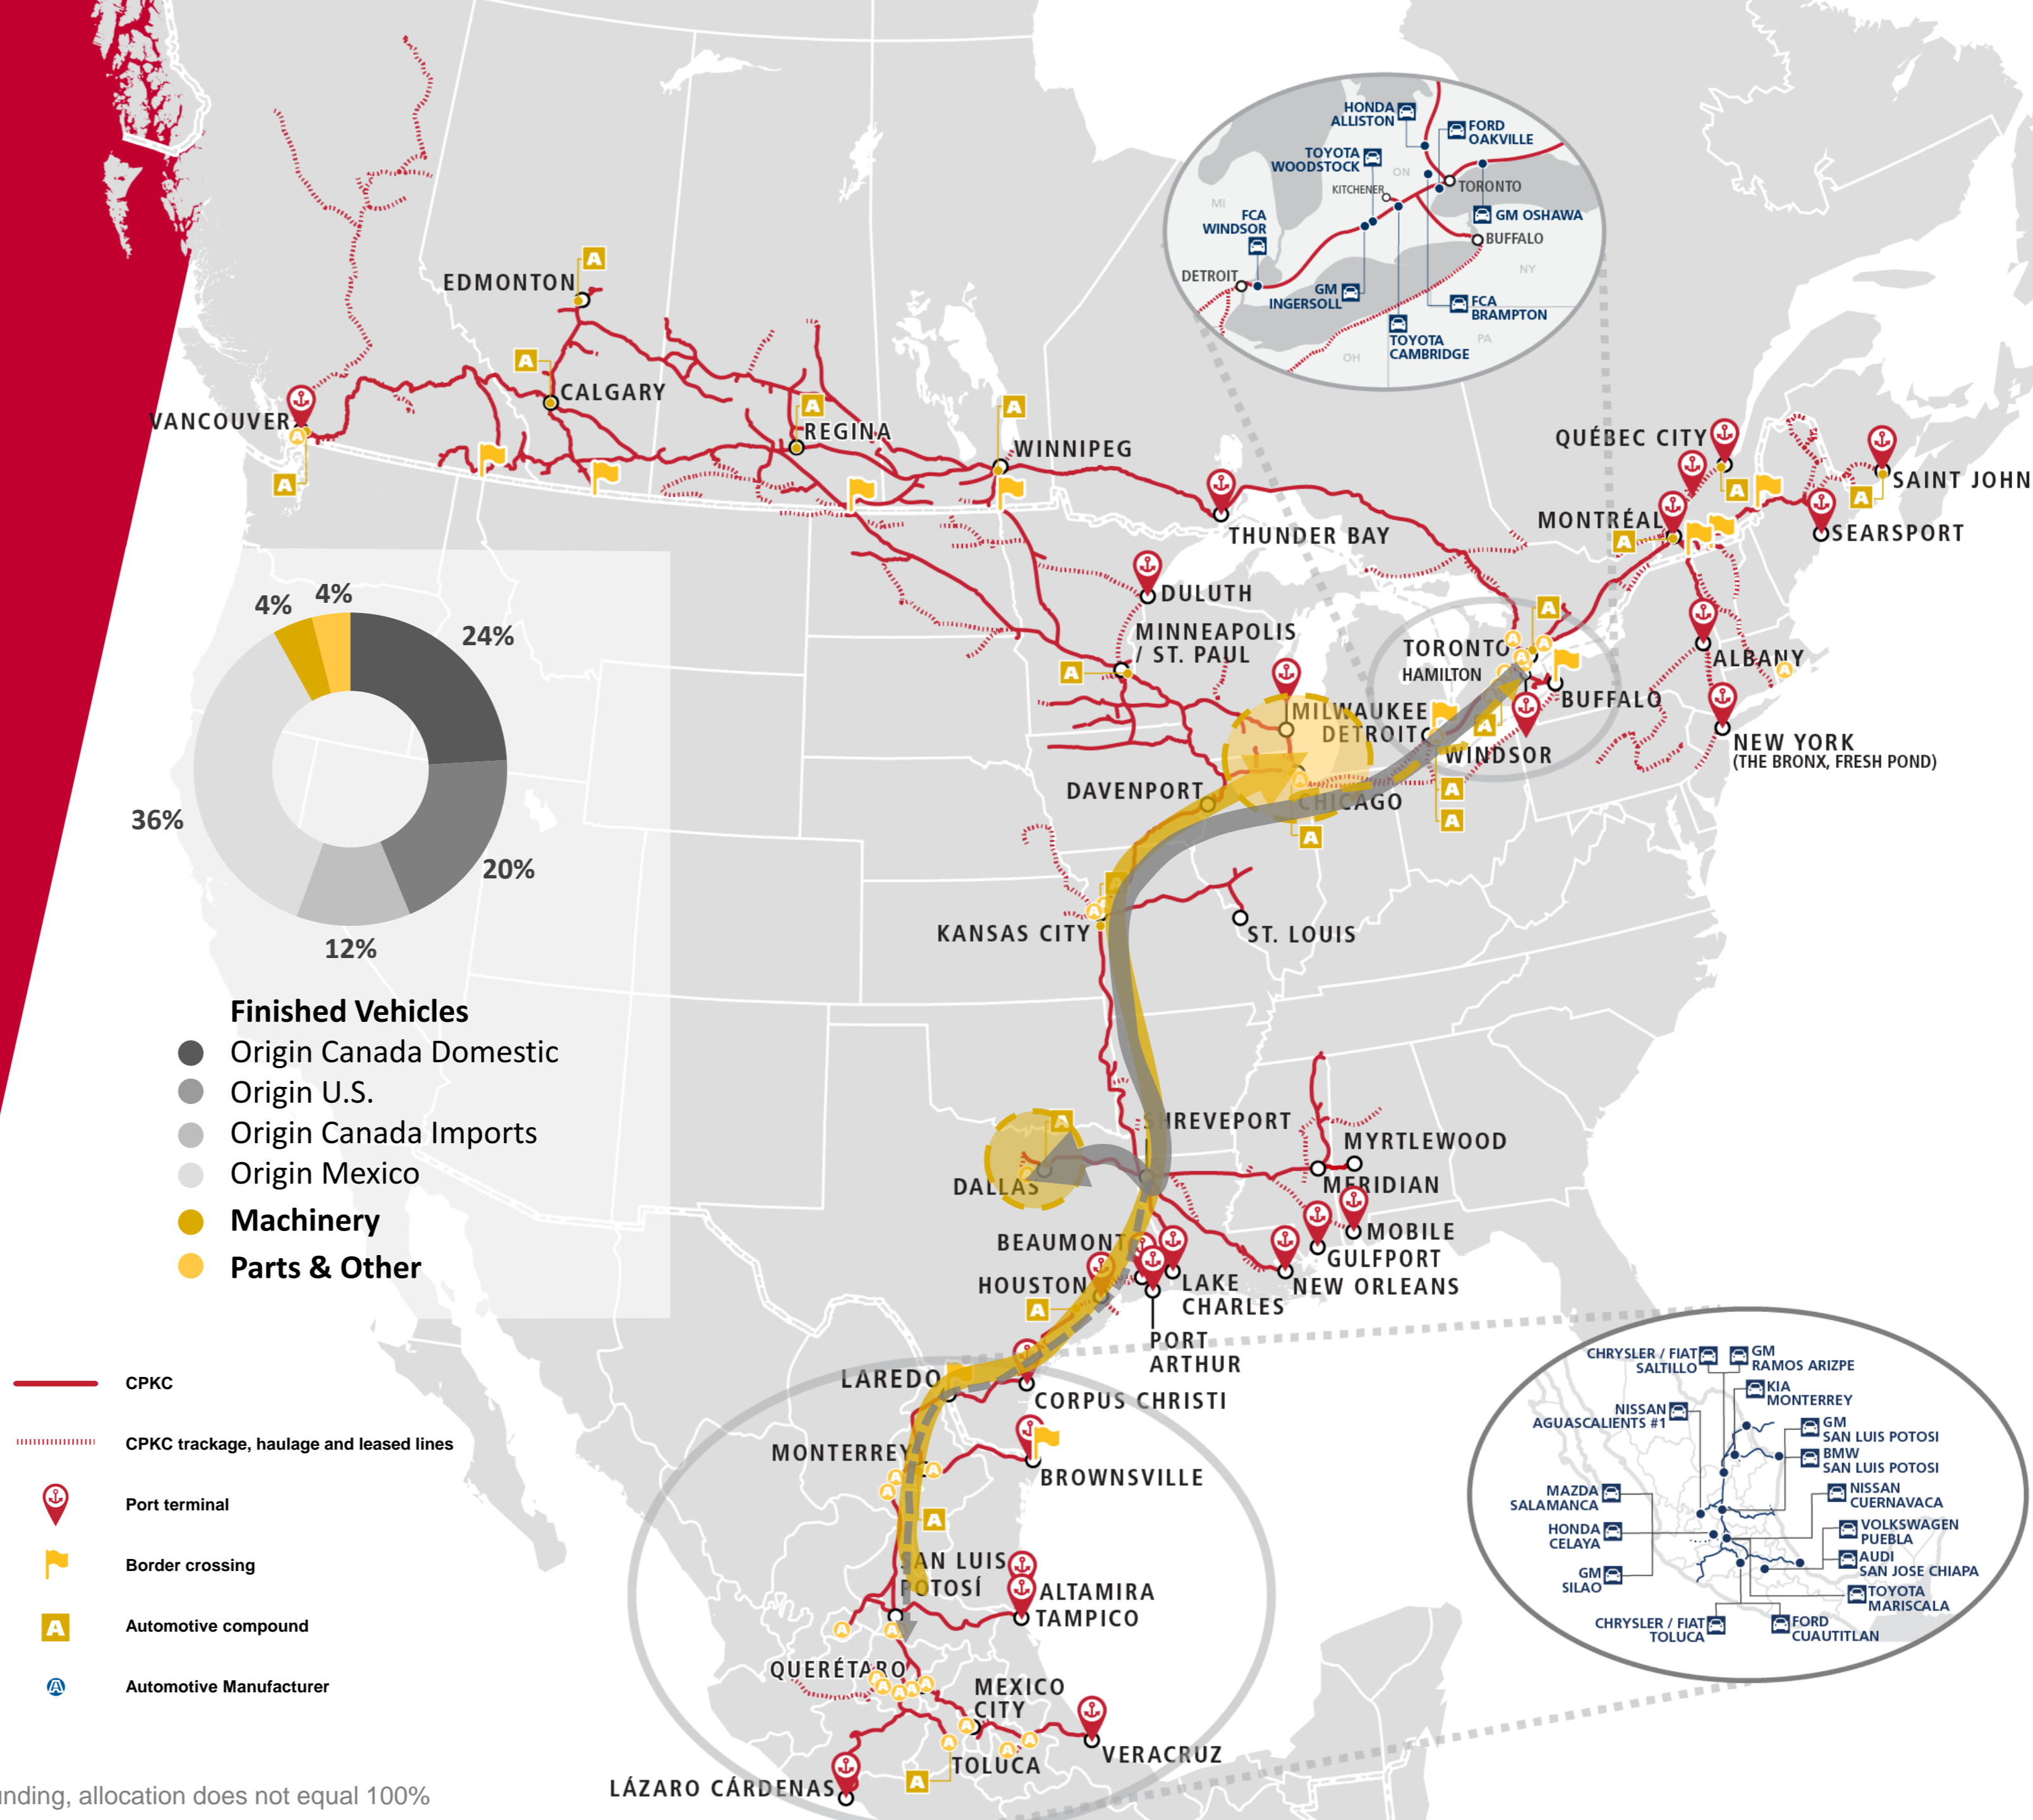 HONDA
ALLISTON
FORD
OAKVILLE
TOYOTA
WOODSTOCK
ON
KITCHENER
TORONTO
MI
FCA
WINDSOR
GM OSHAWA
BUFFALO
DETROIT
NY
GM
INGERSOLL
FCA
BRAMPTON
TOYOTA
CAMBRIDGE
PA
OH
EDMONTON
CALGARY
VANCOUVER
REGINA
WINNIPEG
THUNDER BAY
QUÉBEC CITY
SAINT JOHN
MONTRÉAL
SEARSPORT
DULUTH
MINNEAPOLIS
/ ST. PAUL
TORONTO
HAMILTON
ALBANY
BUFFALO
MILWAUKEE
DETROIT
WINDSOR
NEW YORK
(THE BRONX, FRESH POND)
DAVENPORT
CHICAGO
KANSAS CITY
ST. LOUIS
4%
4%
24%
36%
20%
12%
Finished Vehicles
Origin Canada Domestic
Origin U.S.
Origin Canada Imports
Origin Mexico
Machinery
Parts & Other
SHREVEPORT
MYRTLEWOOD
DALLAS
MERIDIAN
MOBILE
BEAUMONT
GULFPORT
HOUSTON
LAKE
CHARLES
NEW ORLEANS
PORT
ARTHUR
LAREDO
CORPUS CHRISTI
MONTERREY
BROWNSVILLE
SAN LUIS
POTOSÍ
ALTAMIRA
TAMPICO
QUERÉTARO
MEXICO
CITY
TOLUCA
VERACRUZ
LÁZARO CÁRDENAS
CHRYSLER / FIAT
SALTILLO
GM
RAMOS ARIZPE
KIA
MONTERREY
NISSAN
AGUASCALIENTS #1
GM
SAN LUIS POTOSI
BMW
SAN LUIS POTOSI
MAZDA
SALAMANCA
NISSAN
CUERNAVACA
HONDA
CELAYA
VOLKSWAGEN
PUEBLA
AUDI
SAN JOSE CHIAPA
GM
SILAO
TOYOTA
MARISCALA
CHRYSLER / FIAT
TOLUCA
FORD
CUAUTITLAN
CPKC
CPKC trackage, haulage and leased lines
Port terminal
Border crossing
A
Automotive compound
A
Automotive Manufacturer
unding, allocation does not equal 100%